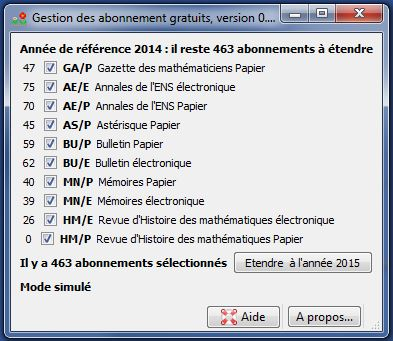 Gestion des abonnement gratuits, version 0....
Année de référence 2014 : il reste 463 abonnements à étendre
47 GA/P Gazette des mathématiciens Papier
75 AE/E Annales de l'ENS électronique
70 AE/P Annales de l'ENS Papier
45 AS/P Astérisque Papier
59 BU/P Bulletin Papier
62 BU/E Bulletin électronique
40 MN/P Mémoires Papier
39 MN/E Mémoires électronique
26 HM/E Revue d'Histoire des mathématiques électronique
0 HM/P Revue d'Histoire des mathématiques Papier
Il y a 463 abonnements sélectionnés Etendre à l'année 2015
Mode simulé
Aide A propos...